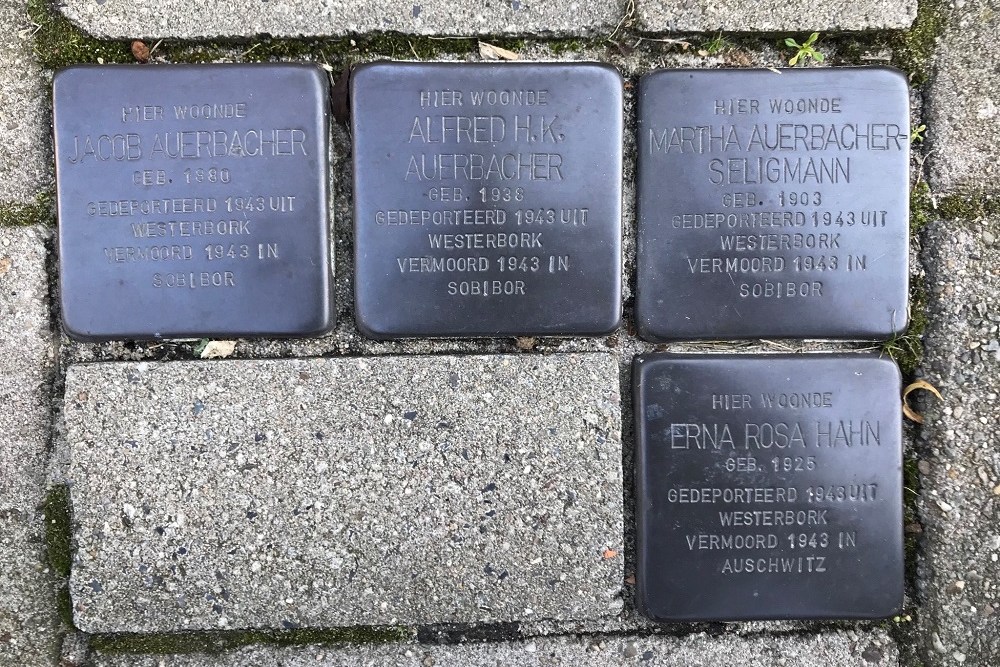 HIER WOONDE
JACOB AUERBACHER
GEB. 1880
GEDEPORTEERD 1943 UIT
WESTERBORK
VERMOORD 1943 IN
SOBIBOR
HIER WOONDE
ALFRED H.K.
AUERBACHER
GEB. 1938
GEDEPORTEERD 1943 UIT
WESTERBORK
VERMOORD 1943 IN
SOBIBOR
HIER WOONDE
MARTHA AUERBACHER-
SELIGMANN
GEB. 1903
GEDEPORTEERD 1943 UIT
WESTERBORK
VERMOORD 1943 IN
SOBIBOR
HIER WOONDE
ERNA ROSA HAHN
GEB. 1925
GEDEPORTEERD 1943 UIT
WESTERBORK
VERMOORD 1943 IN
AUSCHWITZ